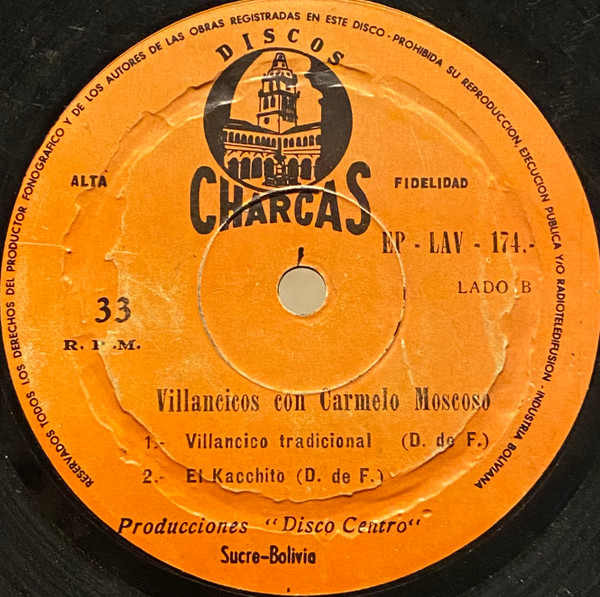 RESERVADOS TODOS LOS DERECHOS DEL PRODUCTOR FONOGRAFICO Y DE LOS AUTORES DE LAS OBRAS REGISTRADAS EN ESTE DISCO - PROHIBIDA SU REPRODUCCION, EJECUCION PUBLICA Y/O RADIOTELEDIFUSION - INDUSTRIA BOLIVIANA
DISCOS
CHARCAS
ALTA FIDELIDAD
EP - LAV - 174.-
LADO B
33
R. P. M.
Villancicos con Carmelo Moscoso
1.- Villancico tradicional (D. de F.)
2.- El Kacchito (D. de F.)
Producciones "Disco Centro"
Sucre-Bolivia